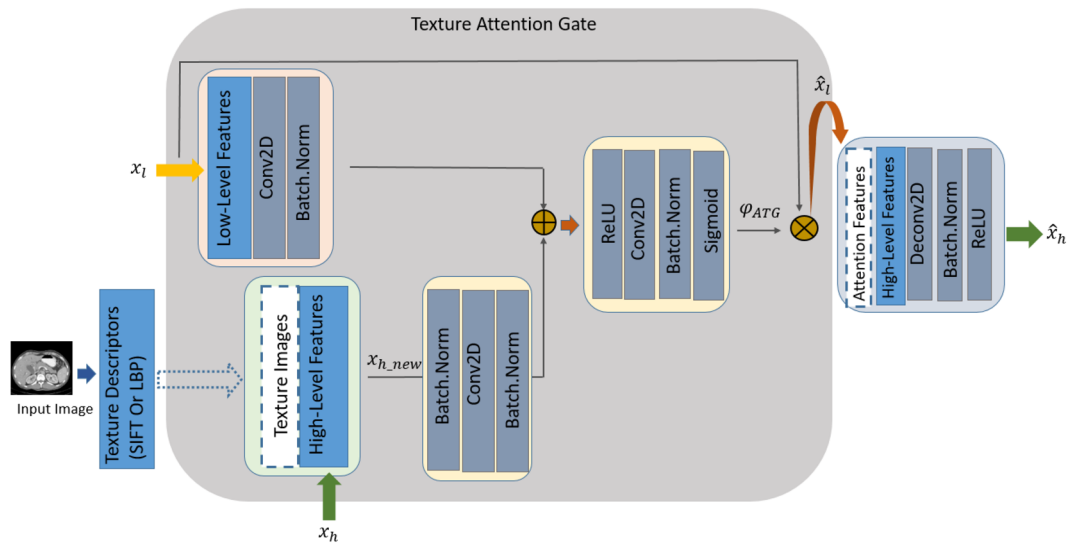 Texture Attention Gate
x̂_l
x_l
Low-Level Features
Conv2D
Batch.Norm
ReLU
Conv2D
Batch.Norm
Sigmoid
φ_ATG
Attention Features
High-Level Features
Deconv2D
Batch.Norm
ReLU
x̂_h
Input Image
Texture Descriptors
(SIFT Or LBP)
Texture Images
High-Level Features
x_h_new
Batch.Norm
Conv2D
Batch.Norm
x_h